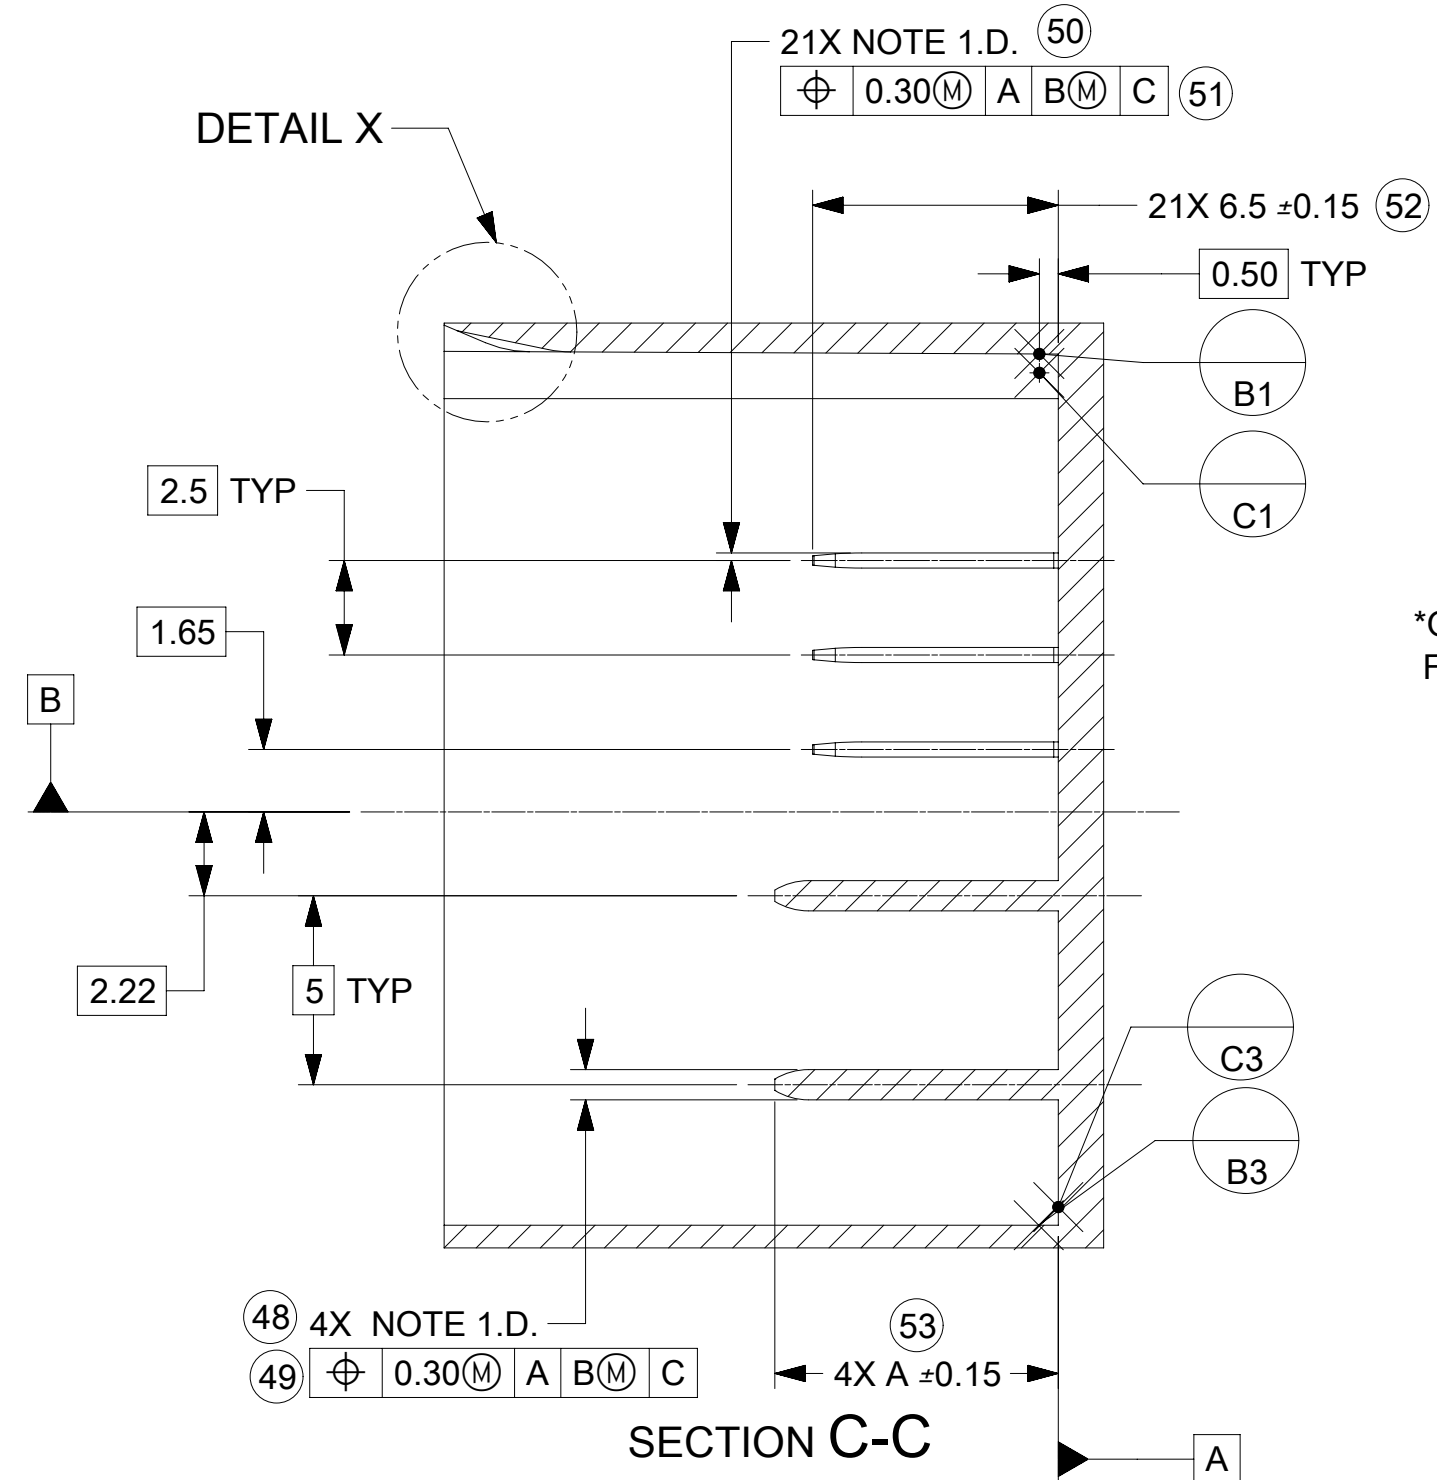 21X NOTE 1.D. 50
⌖ 0.30Ⓜ A BⓂ C 51
DETAIL X
21X 6.5 ±0.15 52
0.50 TYP
B1
2.5 TYP
C1
1.65
*
B
2.22
5 TYP
C3
B3
48 4X NOTE 1.D.
49 ⌖ 0.30Ⓜ A BⓂ C
53
4X A ±0.15
SECTION C-C
A